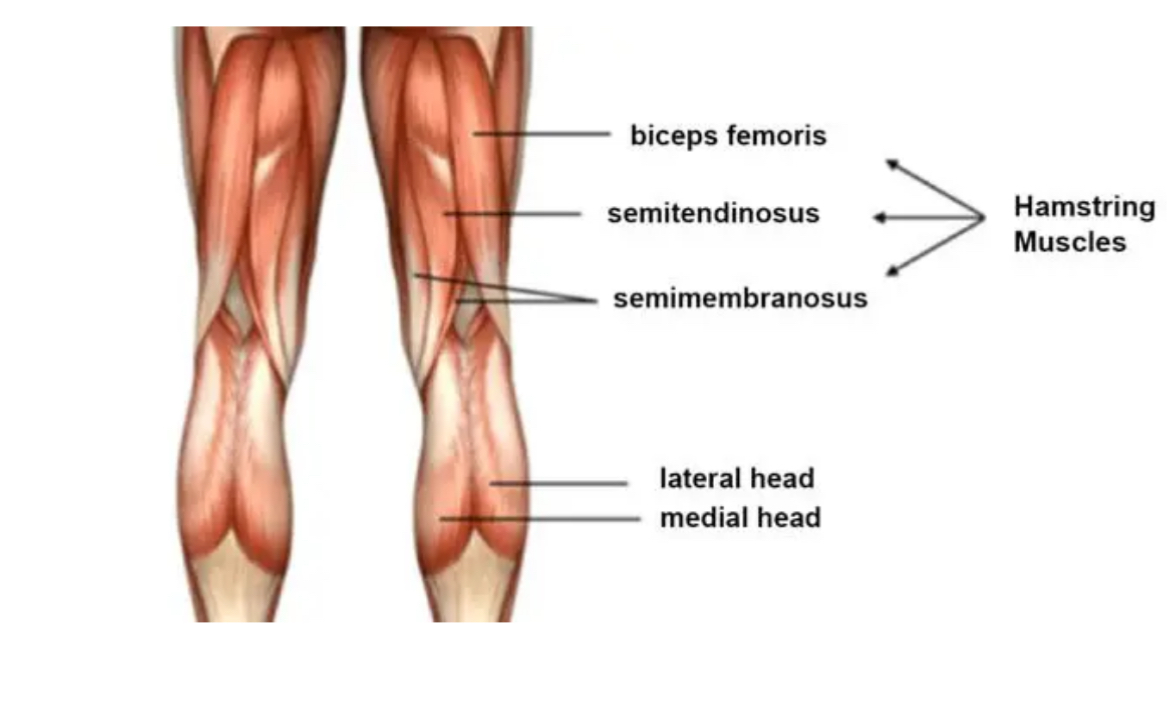 biceps femoris
semitendinosus
Hamstring
Muscles
semimembranosus
lateral head
medial head